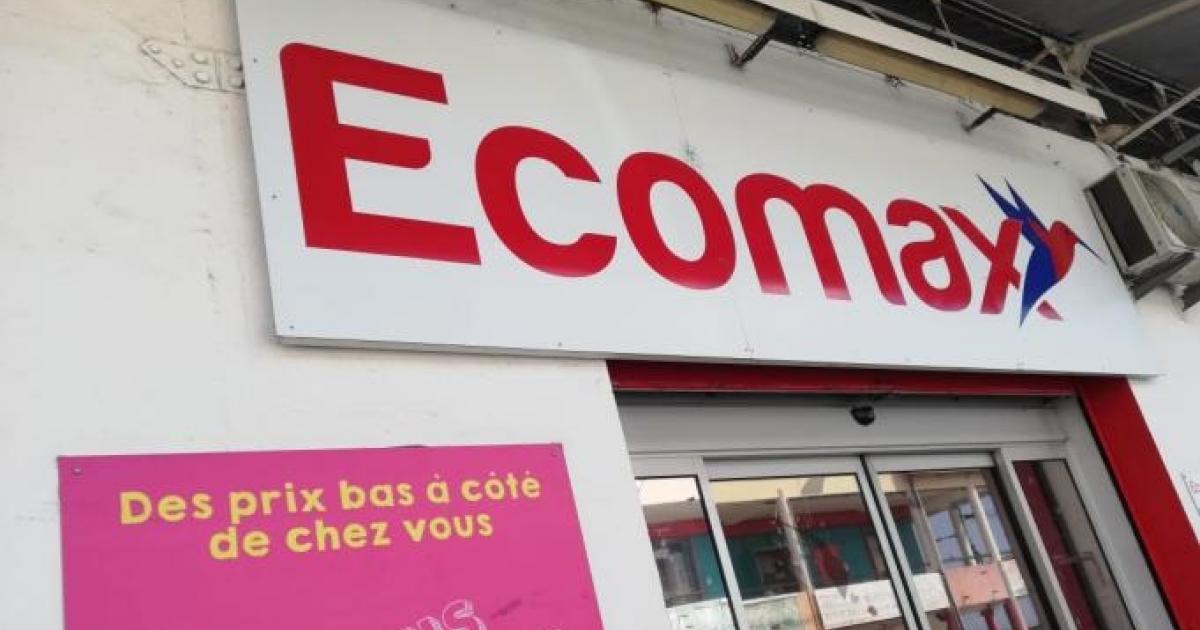 Ecomax
Des prix bas à côté
de chez vous